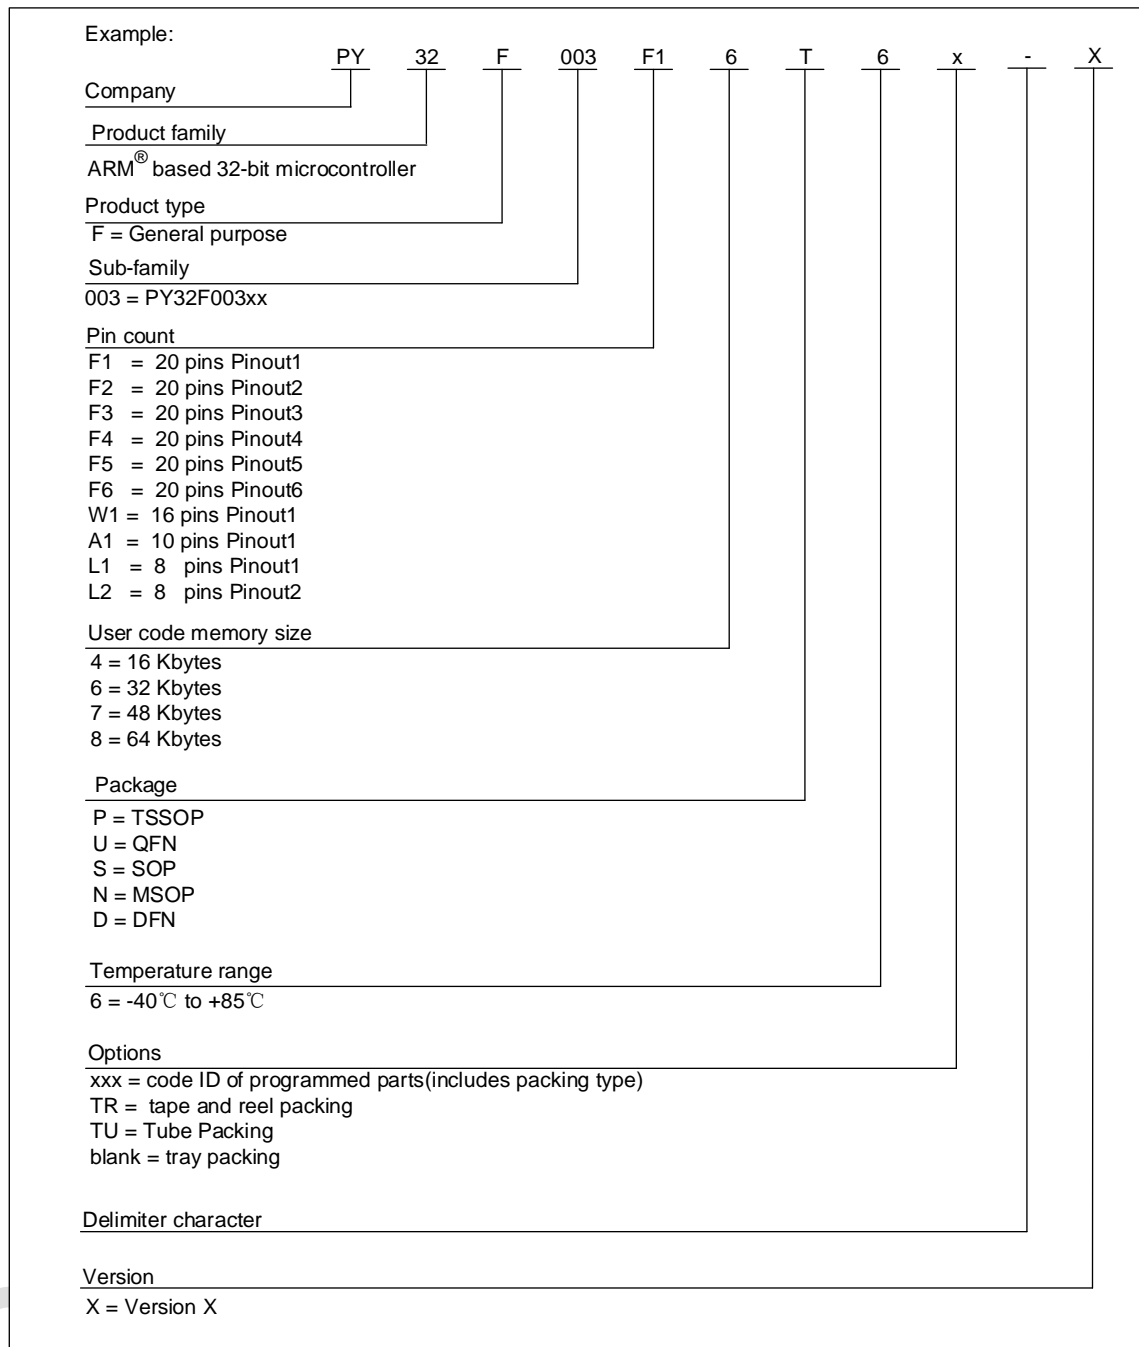 Example:
PY 32 F 003 F1 6 T 6 x - X
Company
Product family
ARM® based 32-bit microcontroller
Product type
F = General purpose
Sub-family
003 = PY32F003xx
Pin count
F1 = 20 pins Pinout1
F2 = 20 pins Pinout2
F3 = 20 pins Pinout3
F4 = 20 pins Pinout4
F5 = 20 pins Pinout5
F6 = 20 pins Pinout6
W1 = 16 pins Pinout1
A1 = 10 pins Pinout1
L1 = 8 pins Pinout1
L2 = 8 pins Pinout2
User code memory size
4 = 16 Kbytes
6 = 32 Kbytes
7 = 48 Kbytes
8 = 64 Kbytes
Package
P = TSSOP
U = QFN
S = SOP
N = MSOP
D = DFN
Temperature range
6 = -40℃ to +85℃
Options
xxx = code ID of programmed parts(includes packing type)
TR = tape and reel packing
TU = Tube Packing
blank = tray packing
Delimiter character
Version
X = Version X